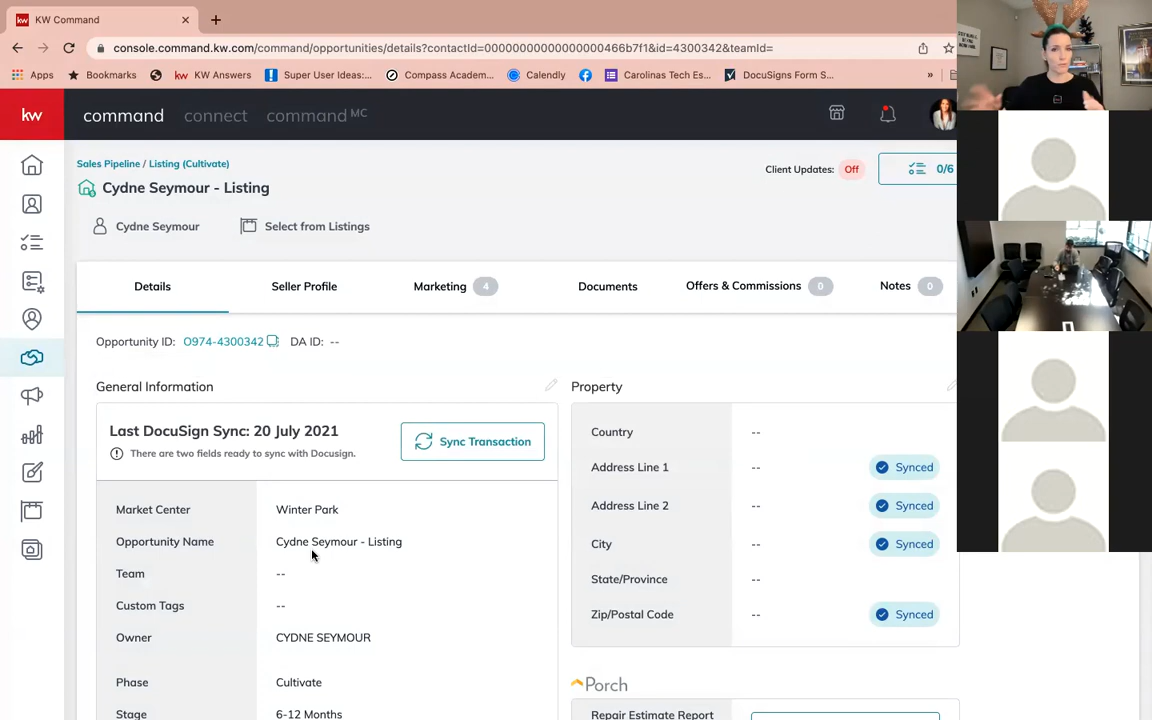 kw KW Command
console.command.kw.com/command/opportunities/details?contactId=00000000000000000466b7f1&id=4300342&teamId=
Apps Bookmarks KW Answers Super User Ideas:... Compass Academ... Calendly Carolinas Tech Es... DocuSigns Form S... »
kw command connect command MC
Sales Pipeline / Listing (Cultivate)
Client Updates: Off 0/6
Cydne Seymour - Listing
Cydne Seymour Select from Listings
Details Seller Profile Marketing 4 Documents Offers & Commissions 0 Notes 0
Opportunity ID: O974-4300342 DA ID: --
General Information
Last DocuSign Sync: 20 July 2021
There are two fields ready to sync with Docusign.
Sync Transaction
Market Center Winter Park
Opportunity Name Cydne Seymour - Listing
Team --
Custom Tags --
Owner CYDNE SEYMOUR
Phase Cultivate
Stage 6-12 Months
Property
Country --
Address Line 1 -- Synced
Address Line 2 -- Synced
City -- Synced
State/Province --
Zip/Postal Code -- Synced
Porch
Repair Estimate Report